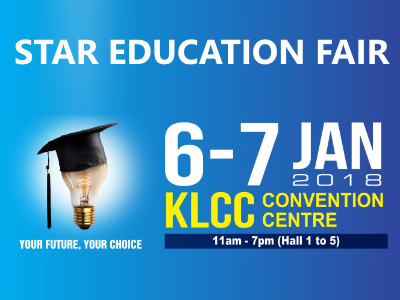 STAR EDUCATION FAIR
6-7 JAN
2018
KLCC CONVENTION
CENTRE
11am - 7pm (Hall 1 to 5)
YOUR FUTURE, YOUR CHOICE